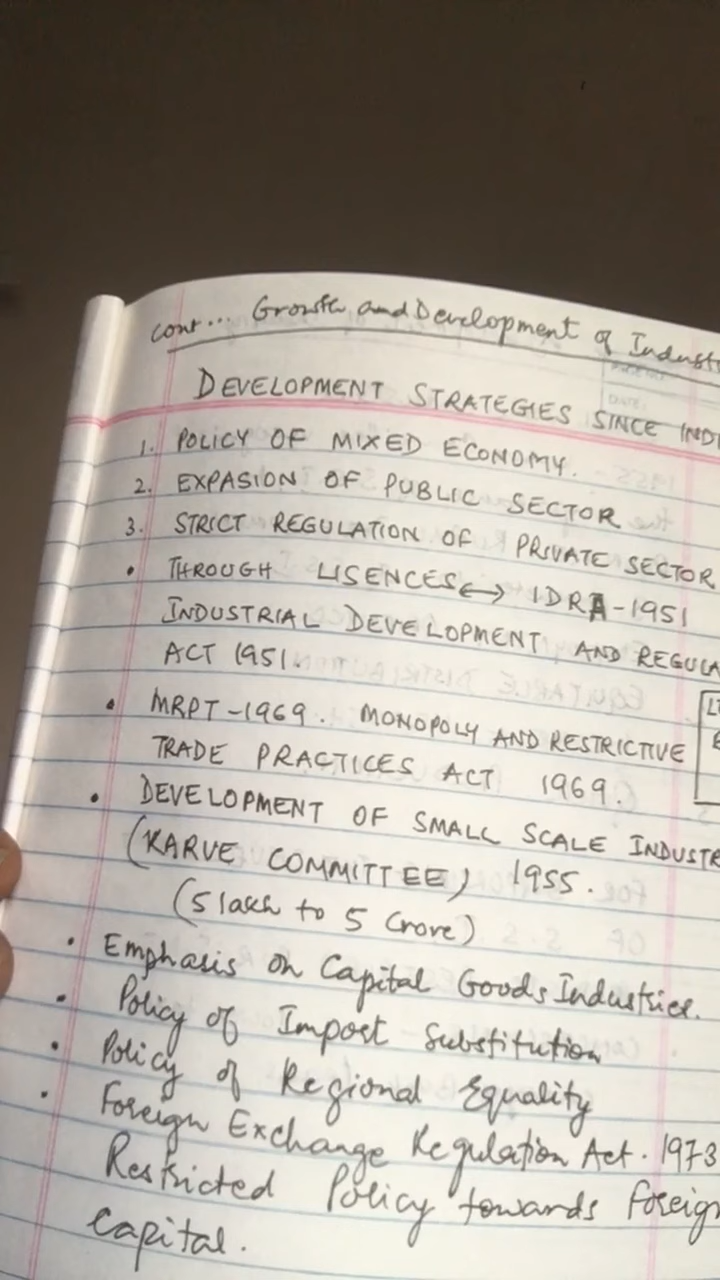 cont... Growth and Development of Indust
DEVELOPMENT STRATEGIES SINCE INDE
1. POLICY OF MIXED ECONOMY.
2. EXPASION OF PUBLIC SECTOR
3. STRICT REGULATION OF PRIVATE SECTOR
• THROUGH LISENCES ↔ IDRA-1951
INDUSTRIAL DEVELOPMENT AND REGULA
ACT 1951.
• MRPT-1969. MONOPOLY AND RESTRICTIVE
TRADE PRACTICES ACT 1969.
• DEVELOPMENT OF SMALL SCALE INDUSTR
(KARVE COMMITTEE) 1955.
(5 lakh to 5 Crore)
• Emphasis on Capital Goods Industries.
• Policy of Import Substitution
• Policy of Regional Equality
• Foreign Exchange Regulation Act. 1973
Restricted Policy towards foreign
capital.